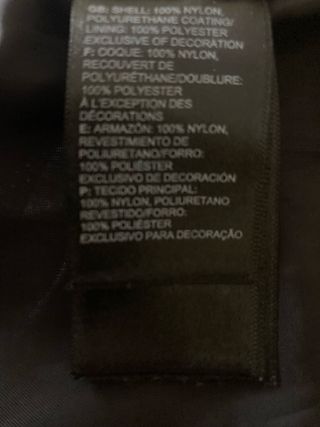 GB: SHELL: 100% NYLON,
POLYURETHANE COATING/
LINING: 100% POLYESTER
EXCLUSIVE OF DECORATION
F: COQUE: 100% NYLON,
RECOUVERT DE
POLYURÉTHANE/DOUBLURE:
100% POLYESTER
À L'EXCEPTION DES
DÉCORATIONS
E: ARMAZÓN: 100% NYLON,
REVESTIMIENTO DE
POLIURETANO/FORRO:
100% POLIÉSTER
EXCLUSIVO DE DECORACIÓN
P: TECIDO PRINCIPAL:
100% NYLON, POLIURETANO
REVESTIDO/FORRO:
100% POLIÉSTER
EXCLUSIVO PARA DECORAÇÃO